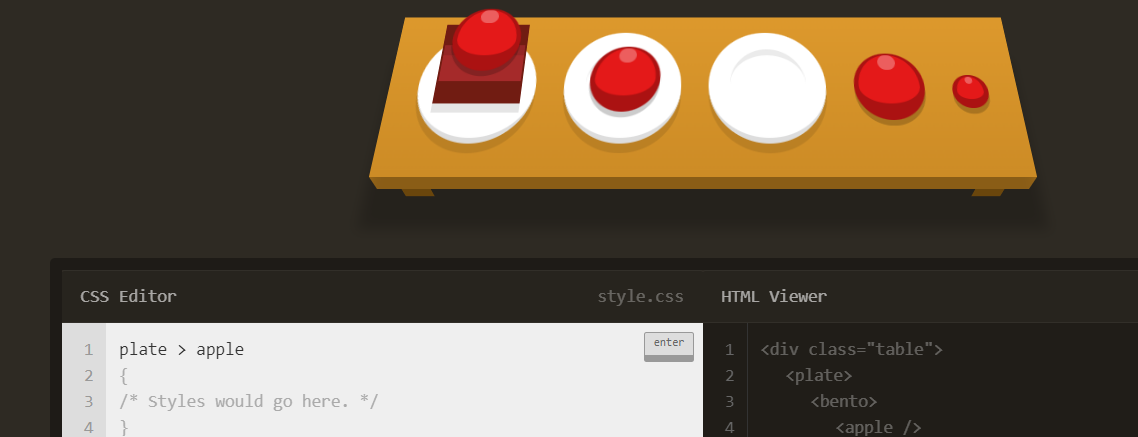 CSS Editor
style.css
HTML Viewer
enter
1 plate > apple
2 {
3 /* Styles would go here. */
4 }
1 <div class="table">
2 <plate>
3 <bento>
4 <apple />